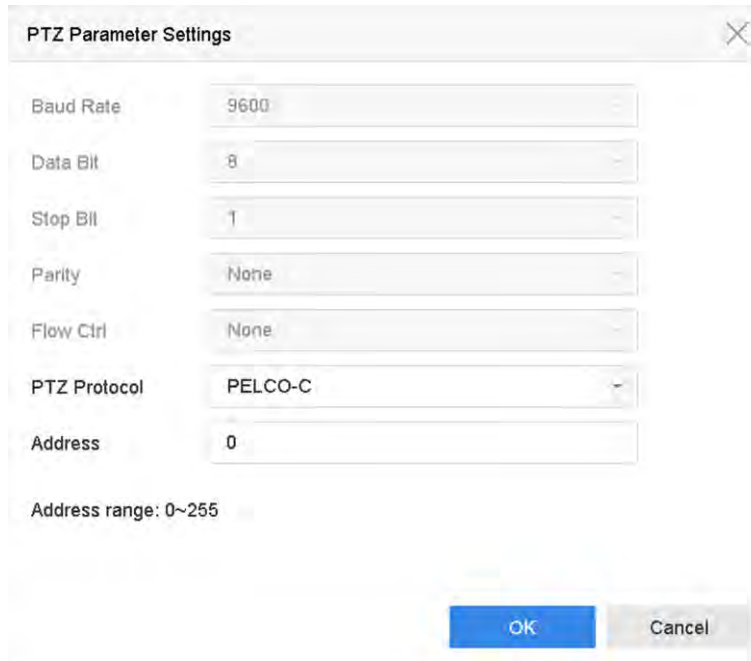 PTZ Parameter Settings
Baud Rate 9600
Data Bit 8
Stop Bit 1
Parity None
Flow Ctrl None
PTZ Protocol PELCO-C
Address 0
Address range: 0~255
OK Cancel